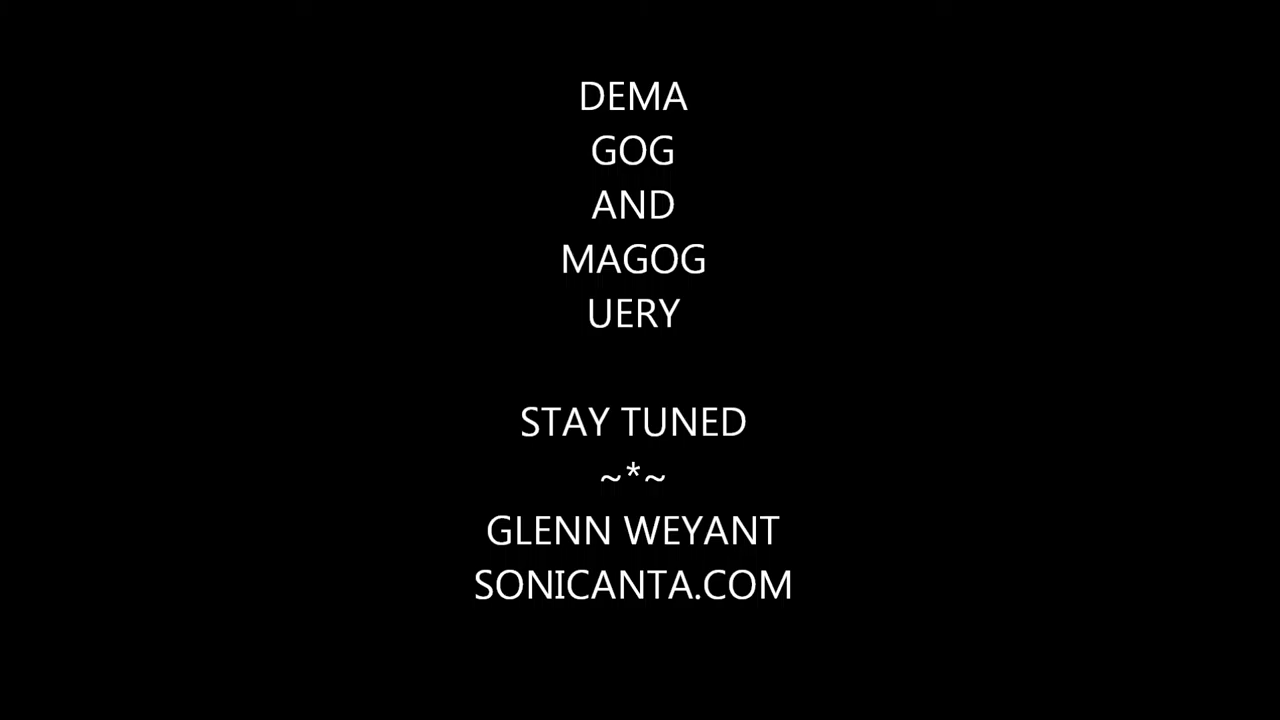 DEMA
GOG
AND
MAGOG
UERY
STAY TUNED
~*~
GLENN WEYANT
SONICANTA.COM